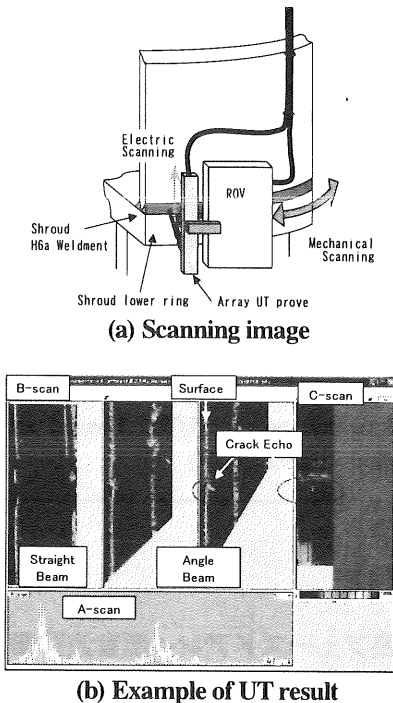 Electric
Scanning
ROV
Shroud
H6a Weldment
Mechanical
Scanning
Shroud lower ring
Array UT prove
(a) Scanning image
B-scan
Surface
C-scan
Crack Echo
Straight
Beam
Angle
Beam
A-scan
(b) Example of UT result